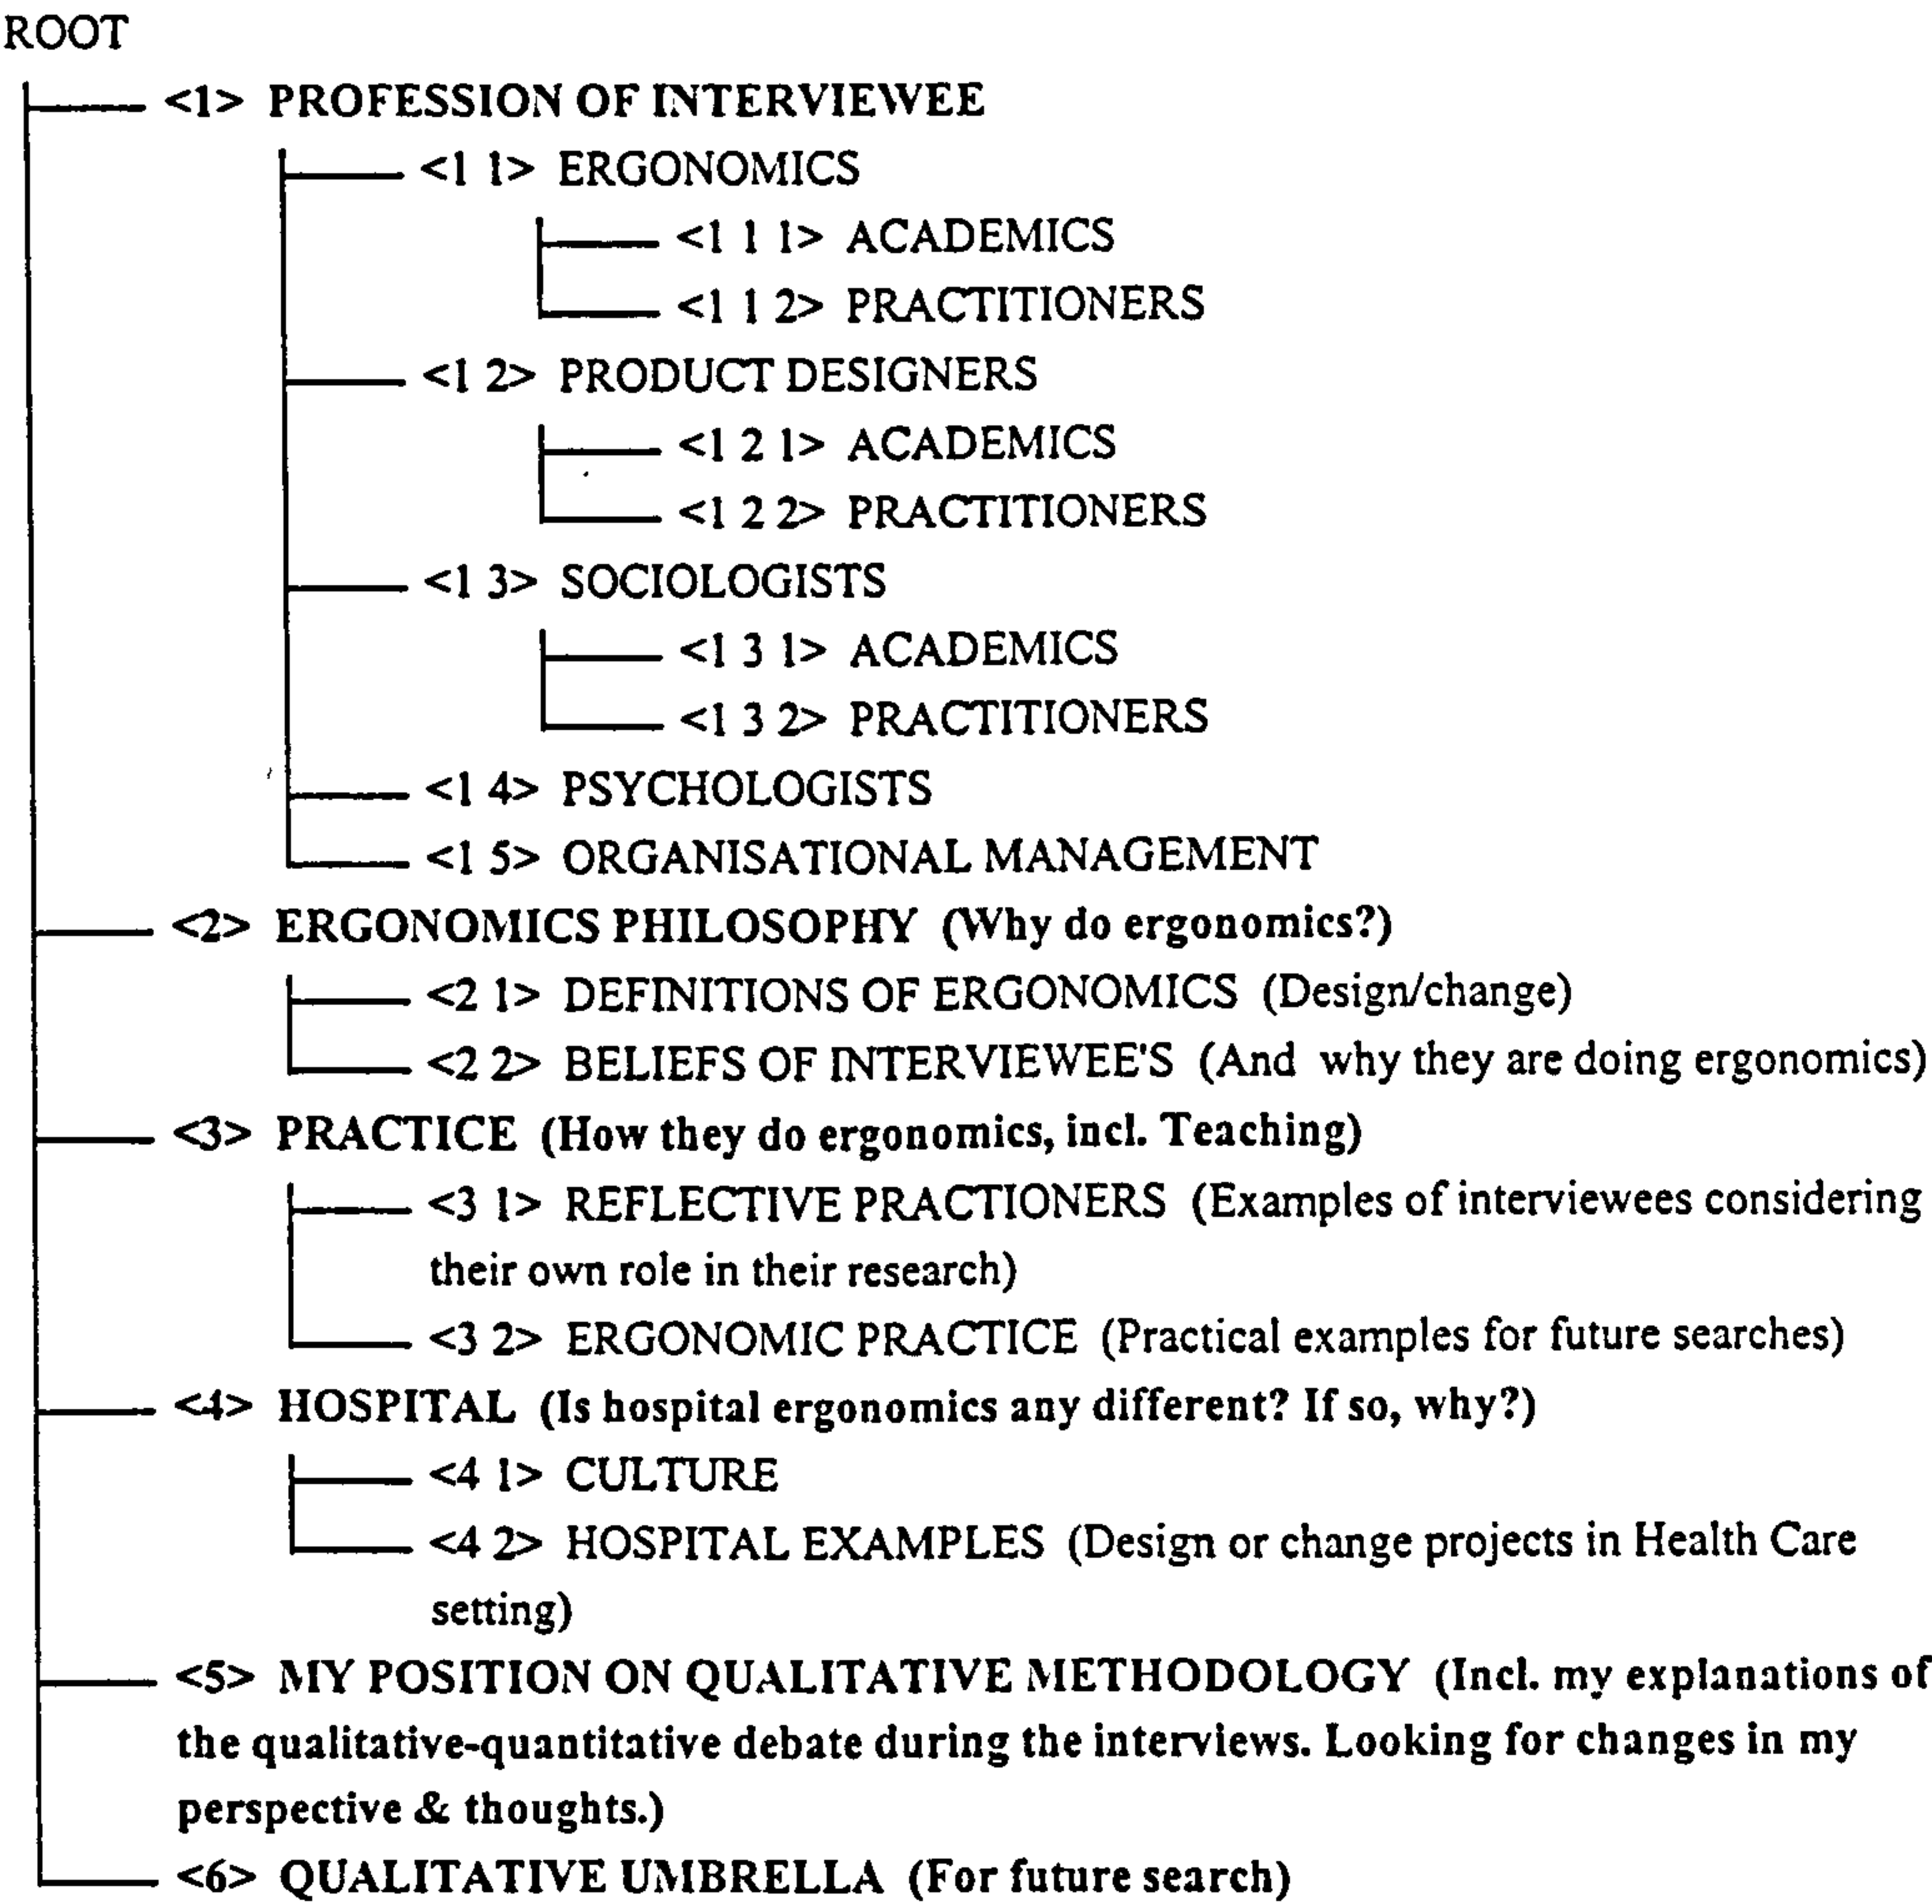 ROOT
<1> PROFESSION OF INTERVIEWEE
<1 1> ERGONOMICS
<1 1 1> ACADEMICS
<1 1 2> PRACTITIONERS
<1 2> PRODUCT DESIGNERS
<1 2 1> ACADEMICS
<1 2 2> PRACTITIONERS
<1 3> SOCIOLOGISTS
<1 3 1> ACADEMICS
<1 3 2> PRACTITIONERS
<1 4> PSYCHOLOGISTS
<1 5> ORGANISATIONAL MANAGEMENT
<2> ERGONOMICS PHILOSOPHY (Why do ergonomics?)
<2 1> DEFINITIONS OF ERGONOMICS (Design/change)
<2 2> BELIEFS OF INTERVIEWEE'S (And why they are doing ergonomics)
<3> PRACTICE (How they do ergonomics, incl. Teaching)
<3 1> REFLECTIVE PRACTIONERS (Examples of interviewees considering
their own role in their research)
<3 2> ERGONOMIC PRACTICE (Practical examples for future searches)
<4> HOSPITAL (Is hospital ergonomics any different? If so, why?)
<4 1> CULTURE
<4 2> HOSPITAL EXAMPLES (Design or change projects in Health Care
setting)
<5> MY POSITION ON QUALITATIVE METHODOLOGY (Incl. my explanations of
the qualitative-quantitative debate during the interviews. Looking for changes in my
perspective & thoughts.)
<6> QUALITATIVE UMBRELLA (For future search)